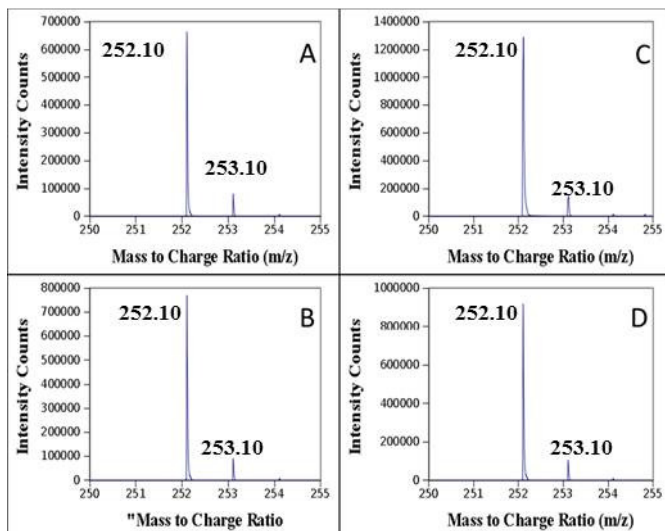 Intensity Counts
700000
600000
500000
400000
300000
200000
100000
0
252.10
A
253.10
250 251 252 253 254 255
Mass to Charge Ratio (m/z)
Intensity Counts
1400000
1200000
1000000
800000
600000
400000
200000
0
252.10
C
253.10
250 251 252 253 254 255
Mass to Charge Ratio (m/z)
Intensity Counts
800000
700000
600000
500000
400000
300000
200000
100000
0
252.10
B
253.10
250 251 252 253 254 255
"Mass to Charge Ratio
Intensity Counts
1000000
800000
600000
400000
200000
0
252.10
D
253.10
250 251 252 253 254 255
Mass to Charge Ratio (m/z)